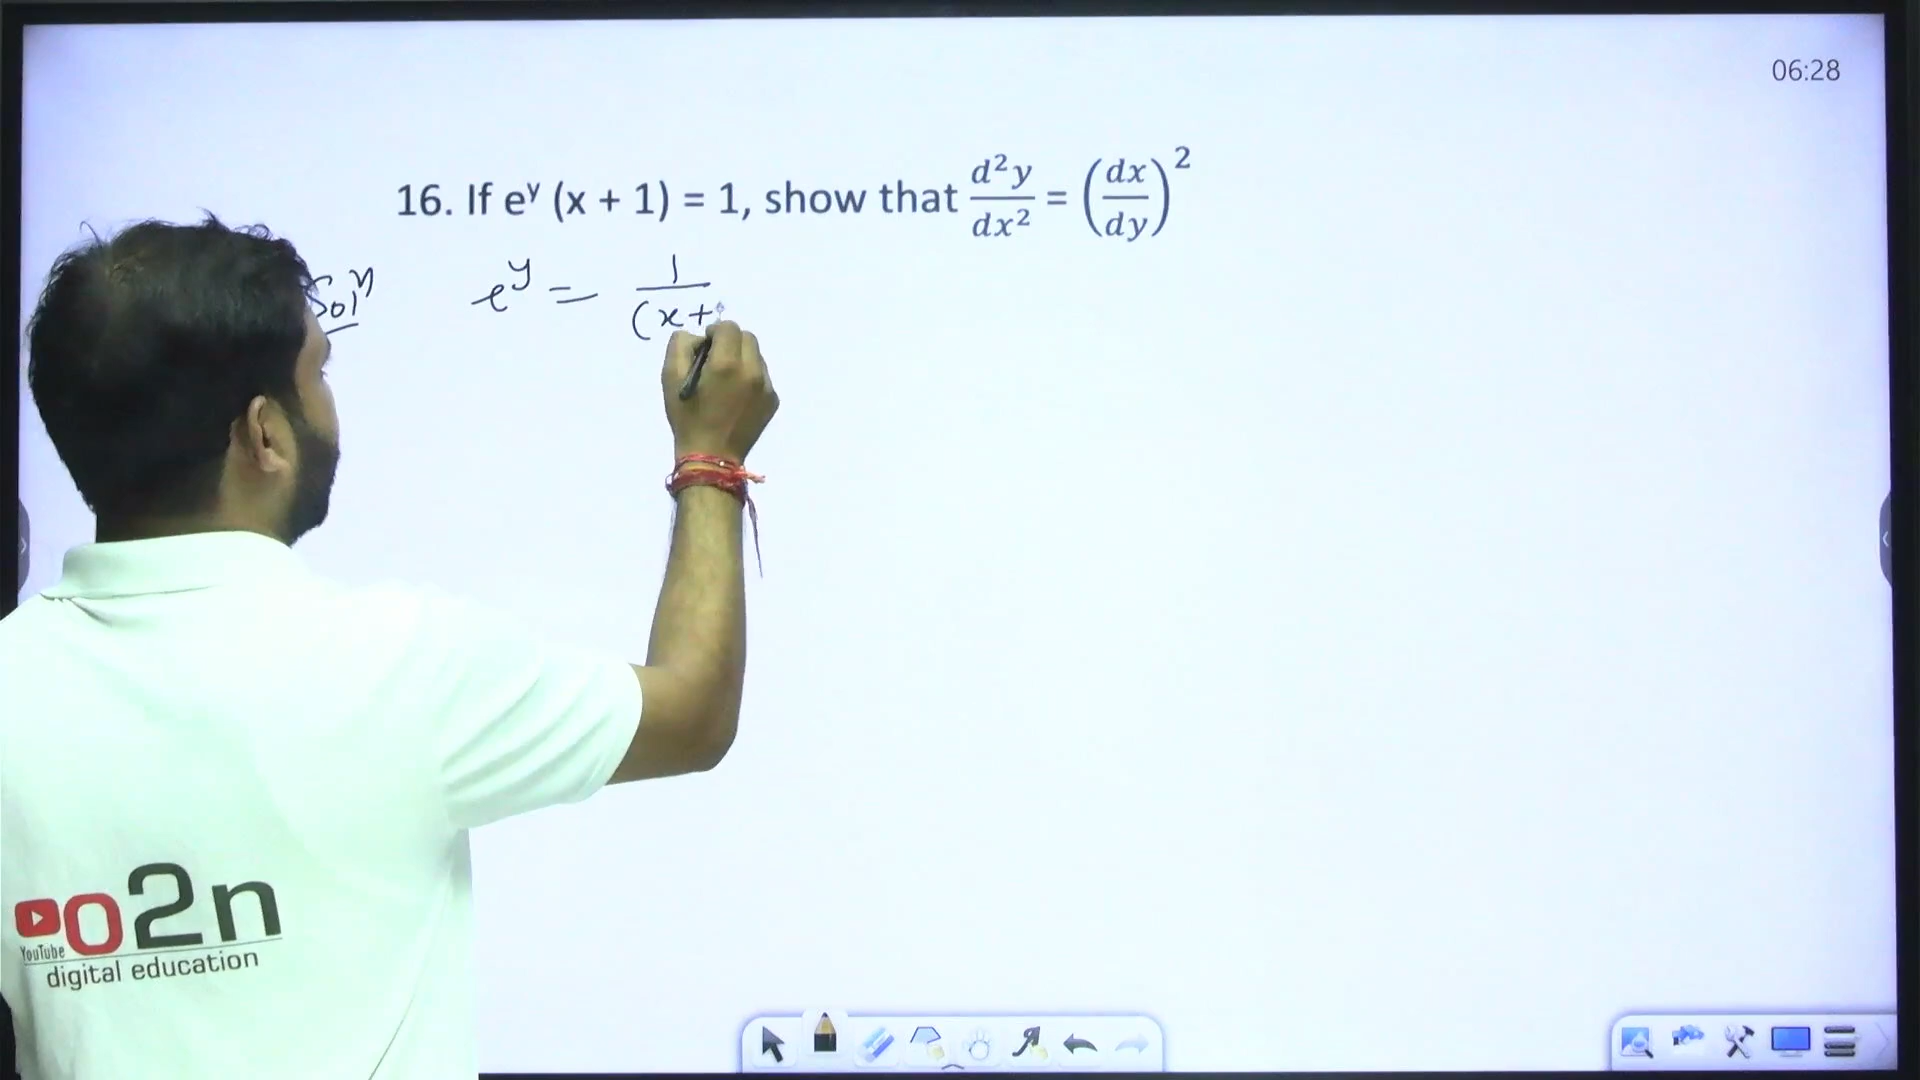 06:28
16. If eʸ (x + 1) = 1, show that d²y/dx² = (dx/dy)²
Solⁿ eʸ = 1/(x+
YouTube o2n
digital education